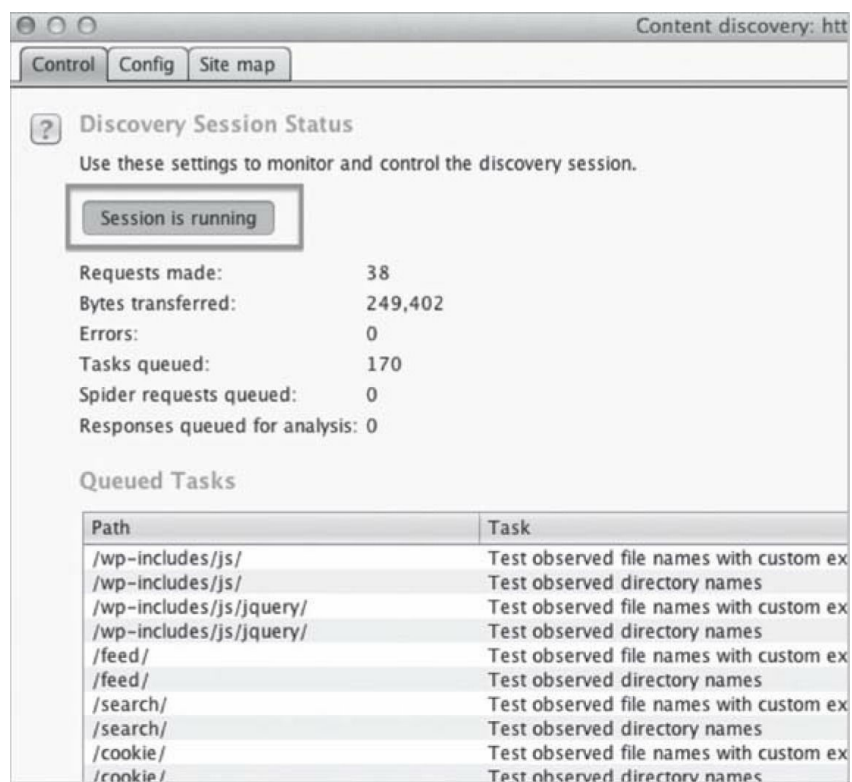 Content discovery: htt
Control Config Site map
? Discovery Session Status
Use these settings to monitor and control the discovery session.
Session is running
Requests made: 38
Bytes transferred: 249,402
Errors: 0
Tasks queued: 170
Spider requests queued: 0
Responses queued for analysis: 0
Queued Tasks
Path Task
/wp-includes/js/ Test observed file names with custom ex
/wp-includes/js/ Test observed directory names
/wp-includes/js/jquery/ Test observed file names with custom ex
/wp-includes/js/jquery/ Test observed directory names
/feed/ Test observed file names with custom ex
/feed/ Test observed directory names
/search/ Test observed file names with custom ex
/search/ Test observed directory names
/cookie/ Test observed file names with custom ex
/cookie/ Test observed directory names